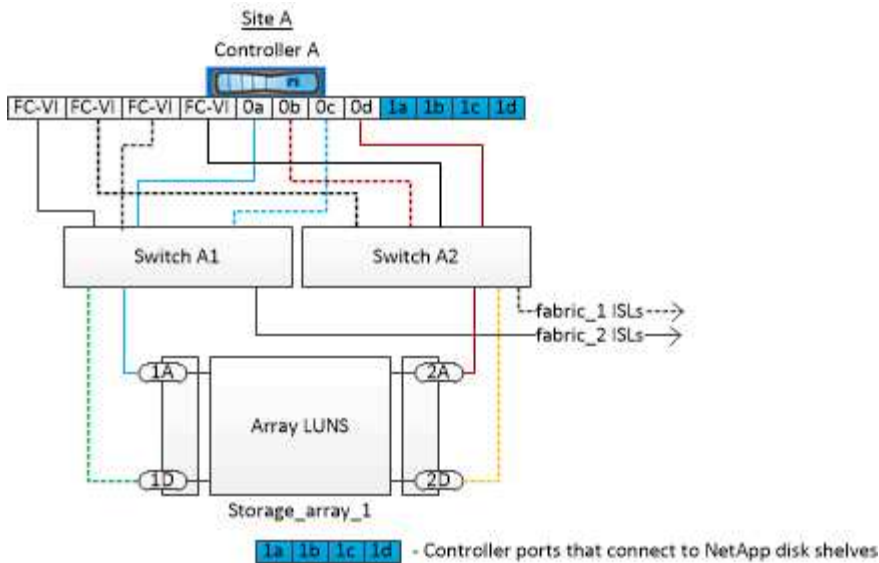 Site A
Controller A
FC-VI FC-VI FC-VI FC-VI 0a 0b 0c 0d 1a 1b 1c 1d
Switch A1 Switch A2
fabric_1 ISLs
fabric_2 ISLs
1A 2A
Array LUNS
1D 2D
Storage_array_1
1a 1b 1c 1d - Controller ports that connect to NetApp disk shelves